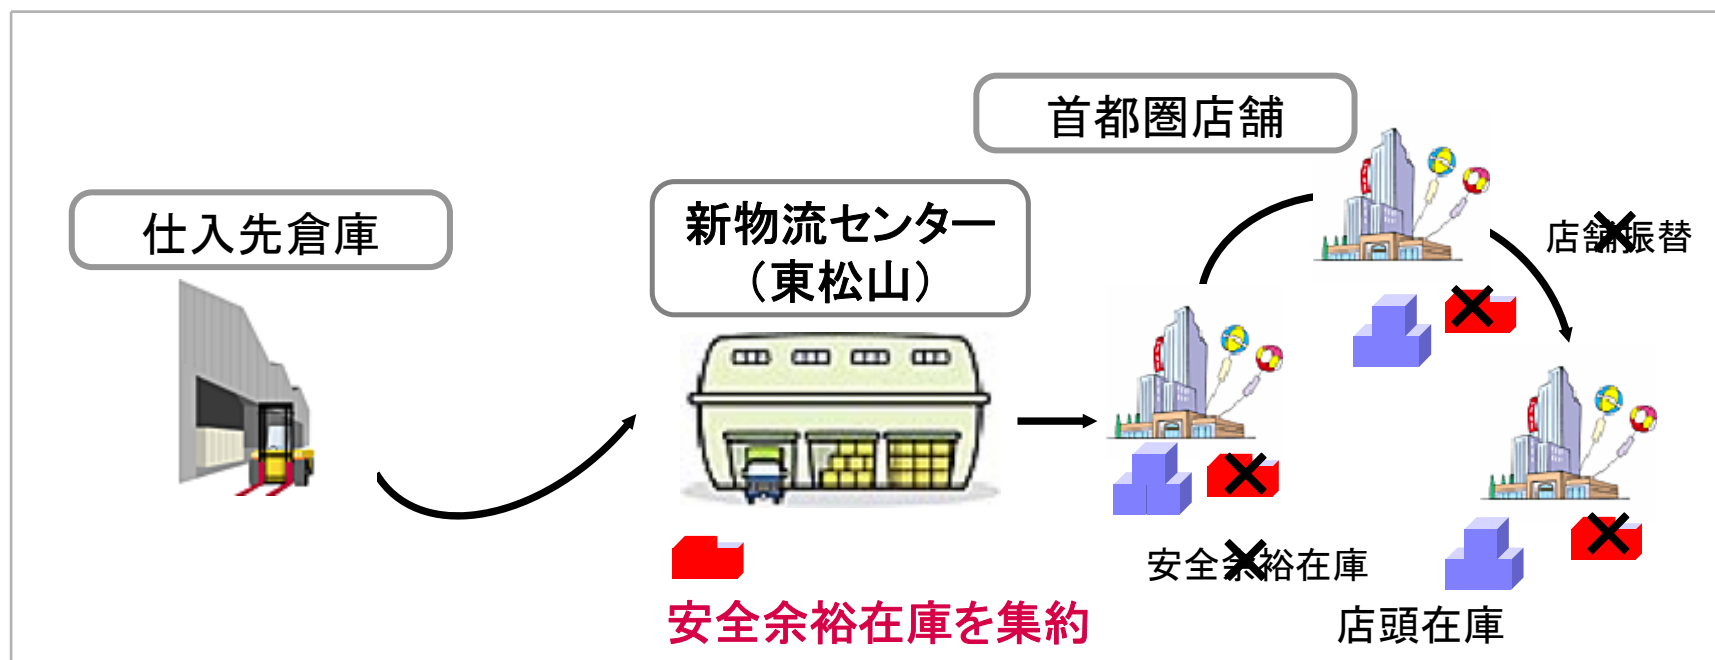 首都圏店舗
仕入先倉庫
新物流センター
（東松山）
店舗振替
安全余裕在庫
安全余裕在庫を集約
店頭在庫